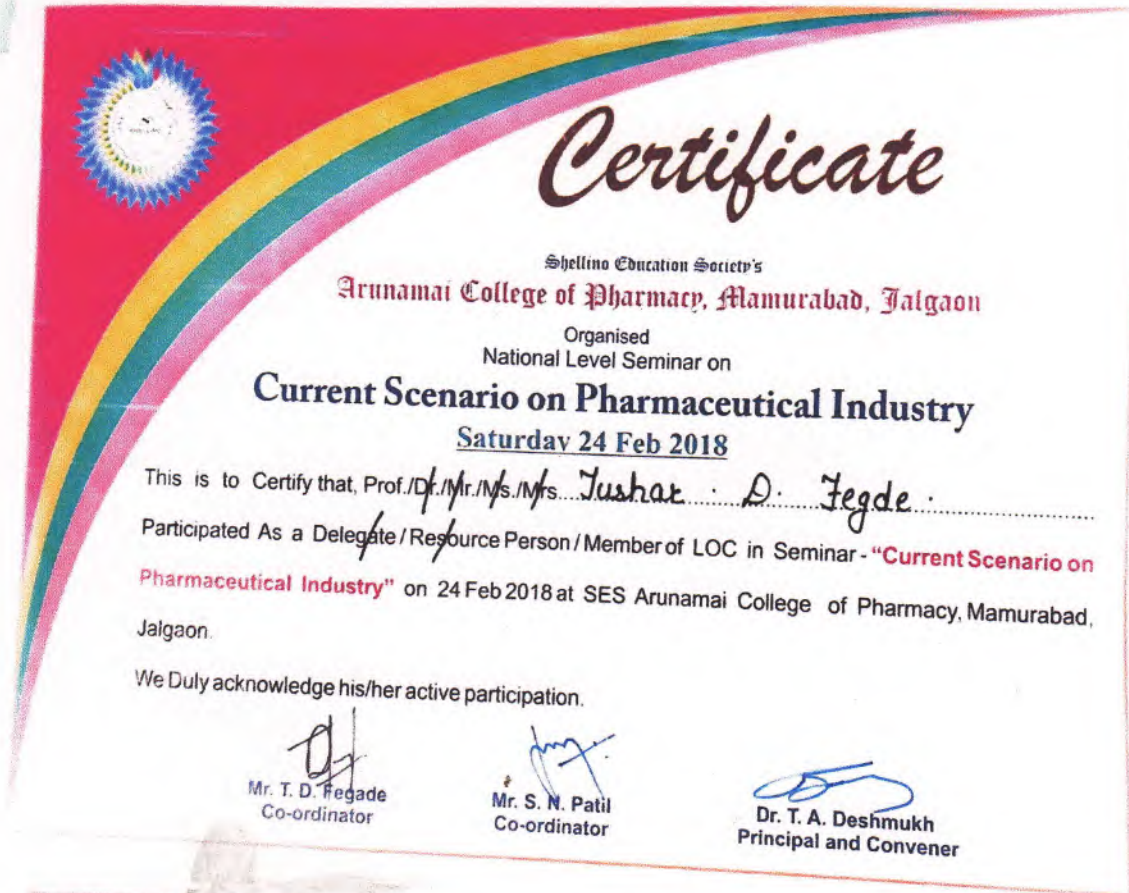 Certificate
Shellino Education Society's
Arunamai College of Pharmacy, Mamurabad, Jalgaon
Organised
National Level Seminar on
Current Scenario on Pharmaceutical Industry
Saturday 24 Feb 2018
This is to Certify that, Prof./Dr./Mr./Ms./Mrs....Tushar . D. Fegde.
Participated As a Delegate / Resource Person / Member of LOC in Seminar - "Current Scenario on
Pharmaceutical Industry" on 24 Feb 2018 at SES Arunamai College of Pharmacy, Mamurabad,
Jalgaon.
We Duly acknowledge his/her active participation.
Mr. T. D. Fegade
Co-ordinator
Mr. S. N. Patil
Co-ordinator
Dr. T. A. Deshmukh
Principal and Convener